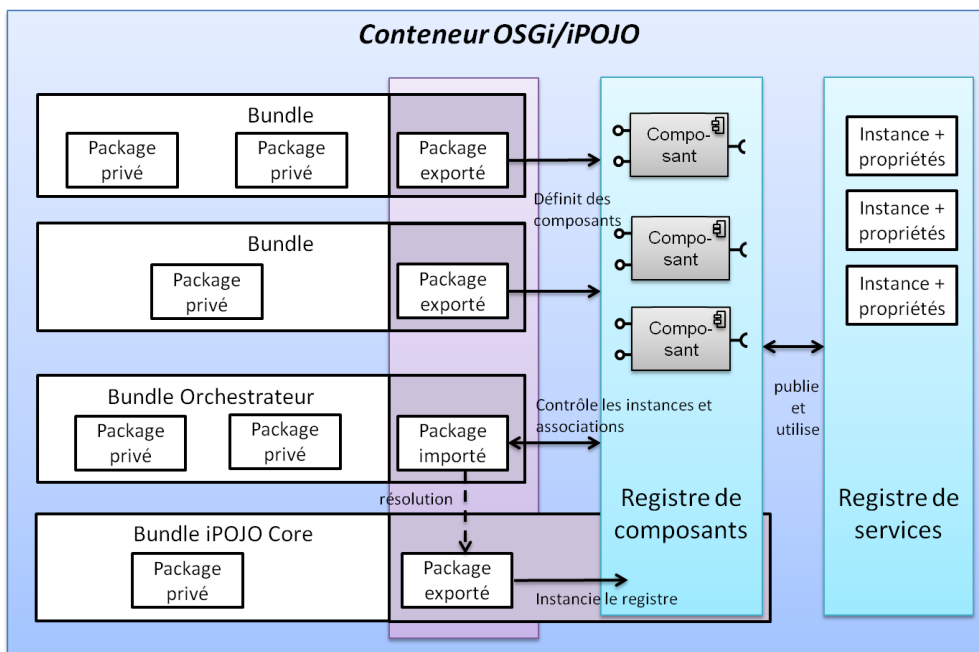 Conteneur OSGi/iPOJO
Bundle
Package
privé
Package
privé
Package
exporté
Définit des
composants
Compo-
sant
Instance +
propriétés
Bundle
Package
privé
Package
exporté
Compo-
sant
Instance +
propriétés
Compo-
sant
Instance +
propriétés
publie
et
utilise
Bundle Orchestrateur
Package
privé
Package
privé
Package
importé
Contrôle les instances et
associations
résolution
Registre de
composants
Registre de
services
Bundle iPOJO Core
Package
privé
Package
exporté
Instancie le registre